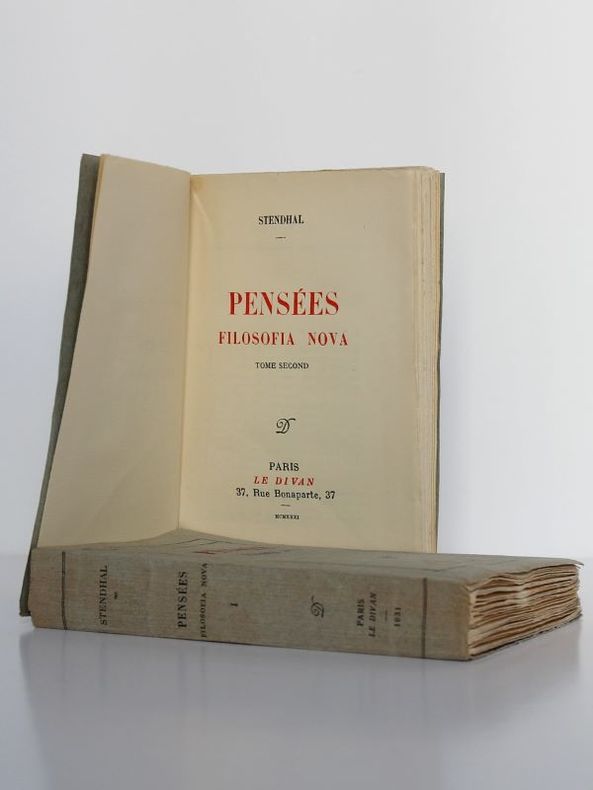 STENDHAL
PENSÉES
FILOSOFIA NOVA
TOME SECOND
D
PARIS
LE DIVAN
37, Rue Bonaparte, 37
MCMXXXI
STENDHAL
PENSÉES
FILOSOFIA NOVA
I
D
PARIS
LE DIVAN
1931